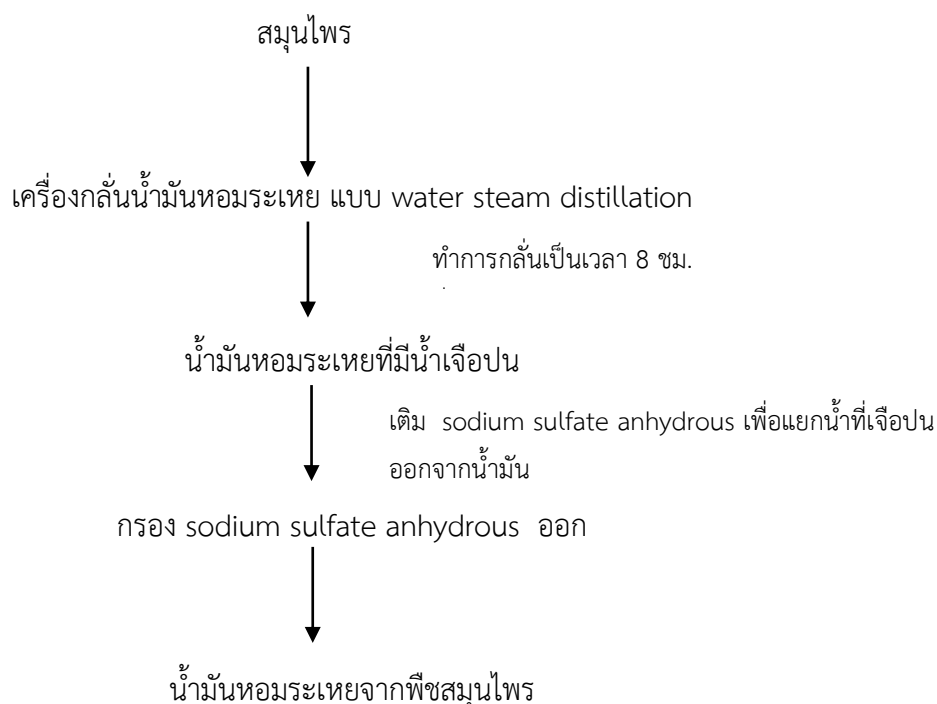 สมุนไพร
เครื่องกลั่นน้ำมันหอมระเหย แบบ water steam distillation
ทำการกลั่นเป็นเวลา 8 ชม.
น้ำมันหอมระเหยที่มีน้ำเจือปน
เติม sodium sulfate anhydrous เพื่อแยกน้ำที่เจือปน
ออกจากน้ำมัน
กรอง sodium sulfate anhydrous ออก
น้ำมันหอมระเหยจากพืชสมุนไพร